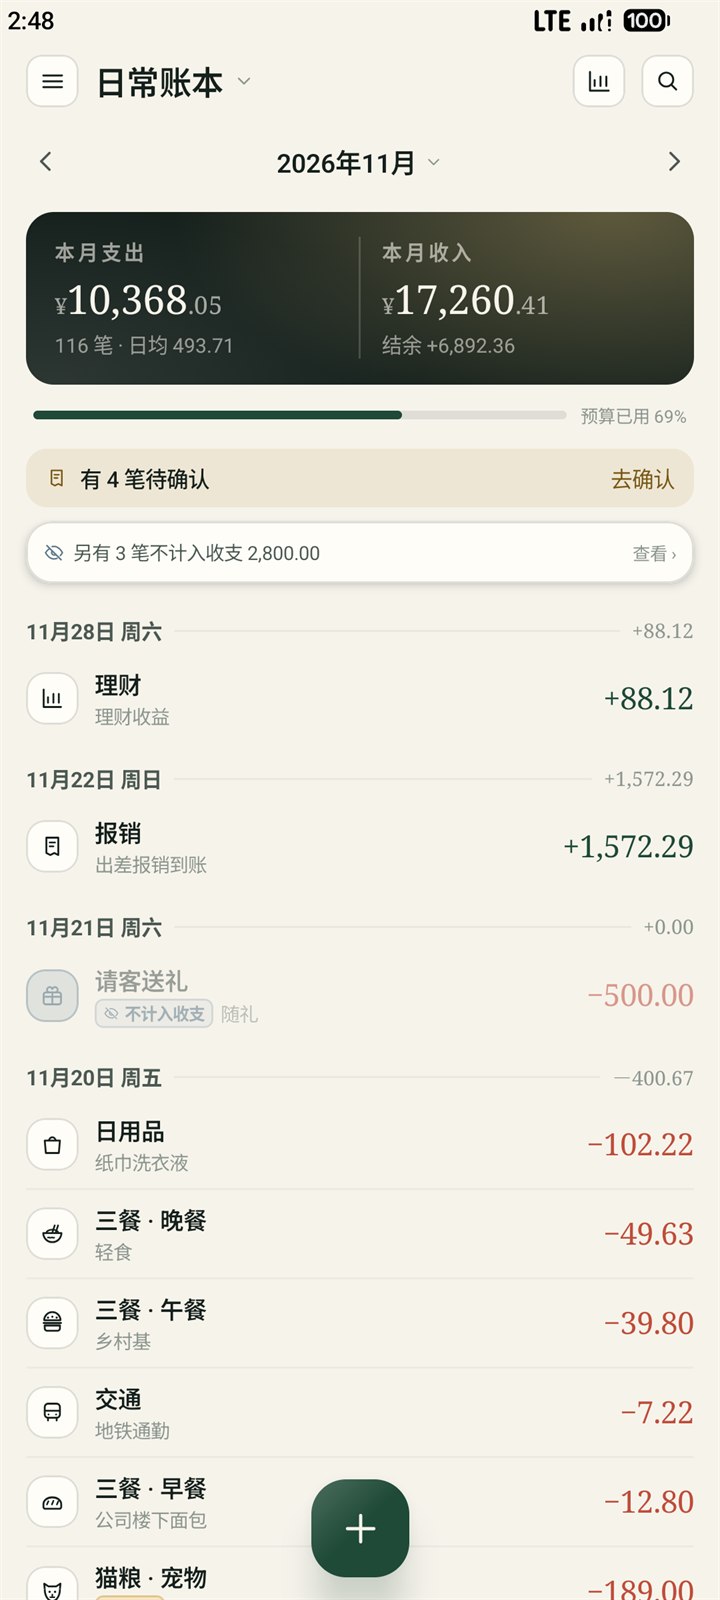 2:48 LTE 100
日常账本
2026年11月
本月支出
¥10,368.05
116 笔 · 日均 493.71
本月收入
¥17,260.41
结余 +6,892.36
预算已用 69%
有 4 笔待确认 去确认
另有 3 笔不计入收支 2,800.00 查看 ›
11月28日 周六 +88.12
理财
理财收益
+88.12
11月22日 周日 +1,572.29
报销
出差报销到账
+1,572.29
11月21日 周六 +0.00
请客送礼
不计入收支 随礼
−500.00
11月20日 周五 —400.67
日用品
纸巾洗衣液
−102.22
三餐 · 晚餐
轻食
−49.63
三餐 · 午餐
乡村基
−39.80
交通
地铁通勤
−7.22
三餐 · 早餐
公司楼下面包
−12.80
猫粮 · 宠物
−189.00